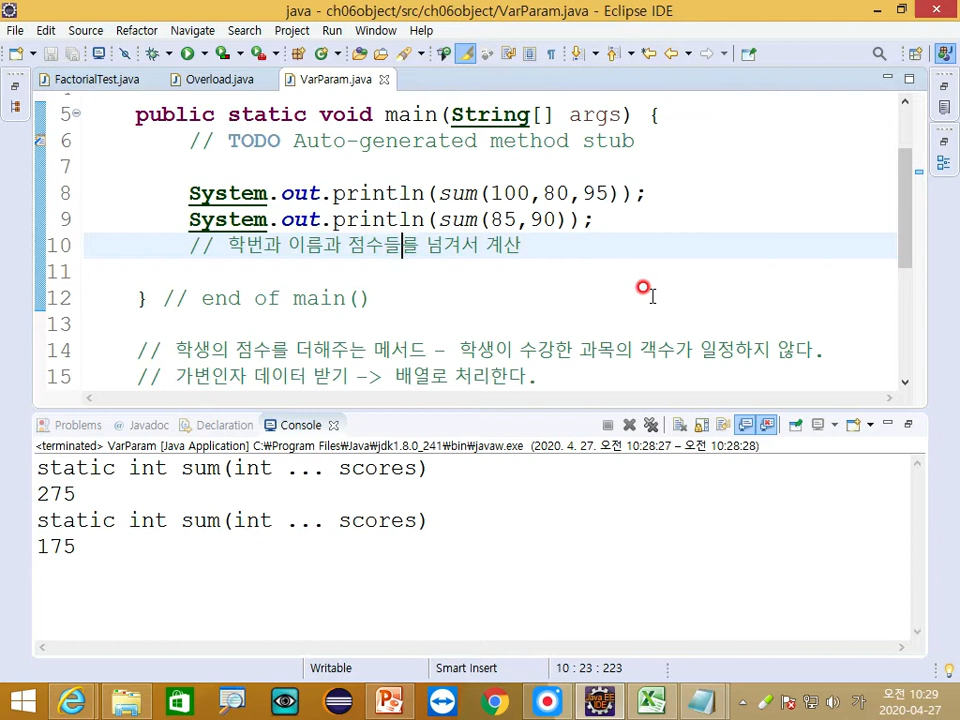 java - ch06object/src/ch06object/VarParam.java - Eclipse IDE
File Edit Source Refactor Navigate Search Project Run Window Help
FactorialTest.java Overload.java VarParam.java
5 public static void main(String[] args) {
6 // TODO Auto-generated method stub
7
8 System.out.println(sum(100,80,95));
9 System.out.println(sum(85,90));
10 // 학번과 이름과 점수들를 넘겨서 계산
11
12 } // end of main()
13
14 // 학생의 점수를 더해주는 메서드 - 학생이 수강한 과목의 객수가 일정하지 않다.
15 // 가변인자 데이터 받기 -> 배열로 처리한다.
Problems Javadoc Declaration Console
<terminated> VarParam [Java Application] C:₩Program Files₩Java₩jdk1.8.0_241₩bin₩javaw.exe (2020. 4. 27. 오전 10:28:27 – 오전 10:28:28)
static int sum(int ... scores)
275
static int sum(int ... scores)
175
Writable Smart Insert 10 : 23 : 223
가 오전 10:29
2020-04-27